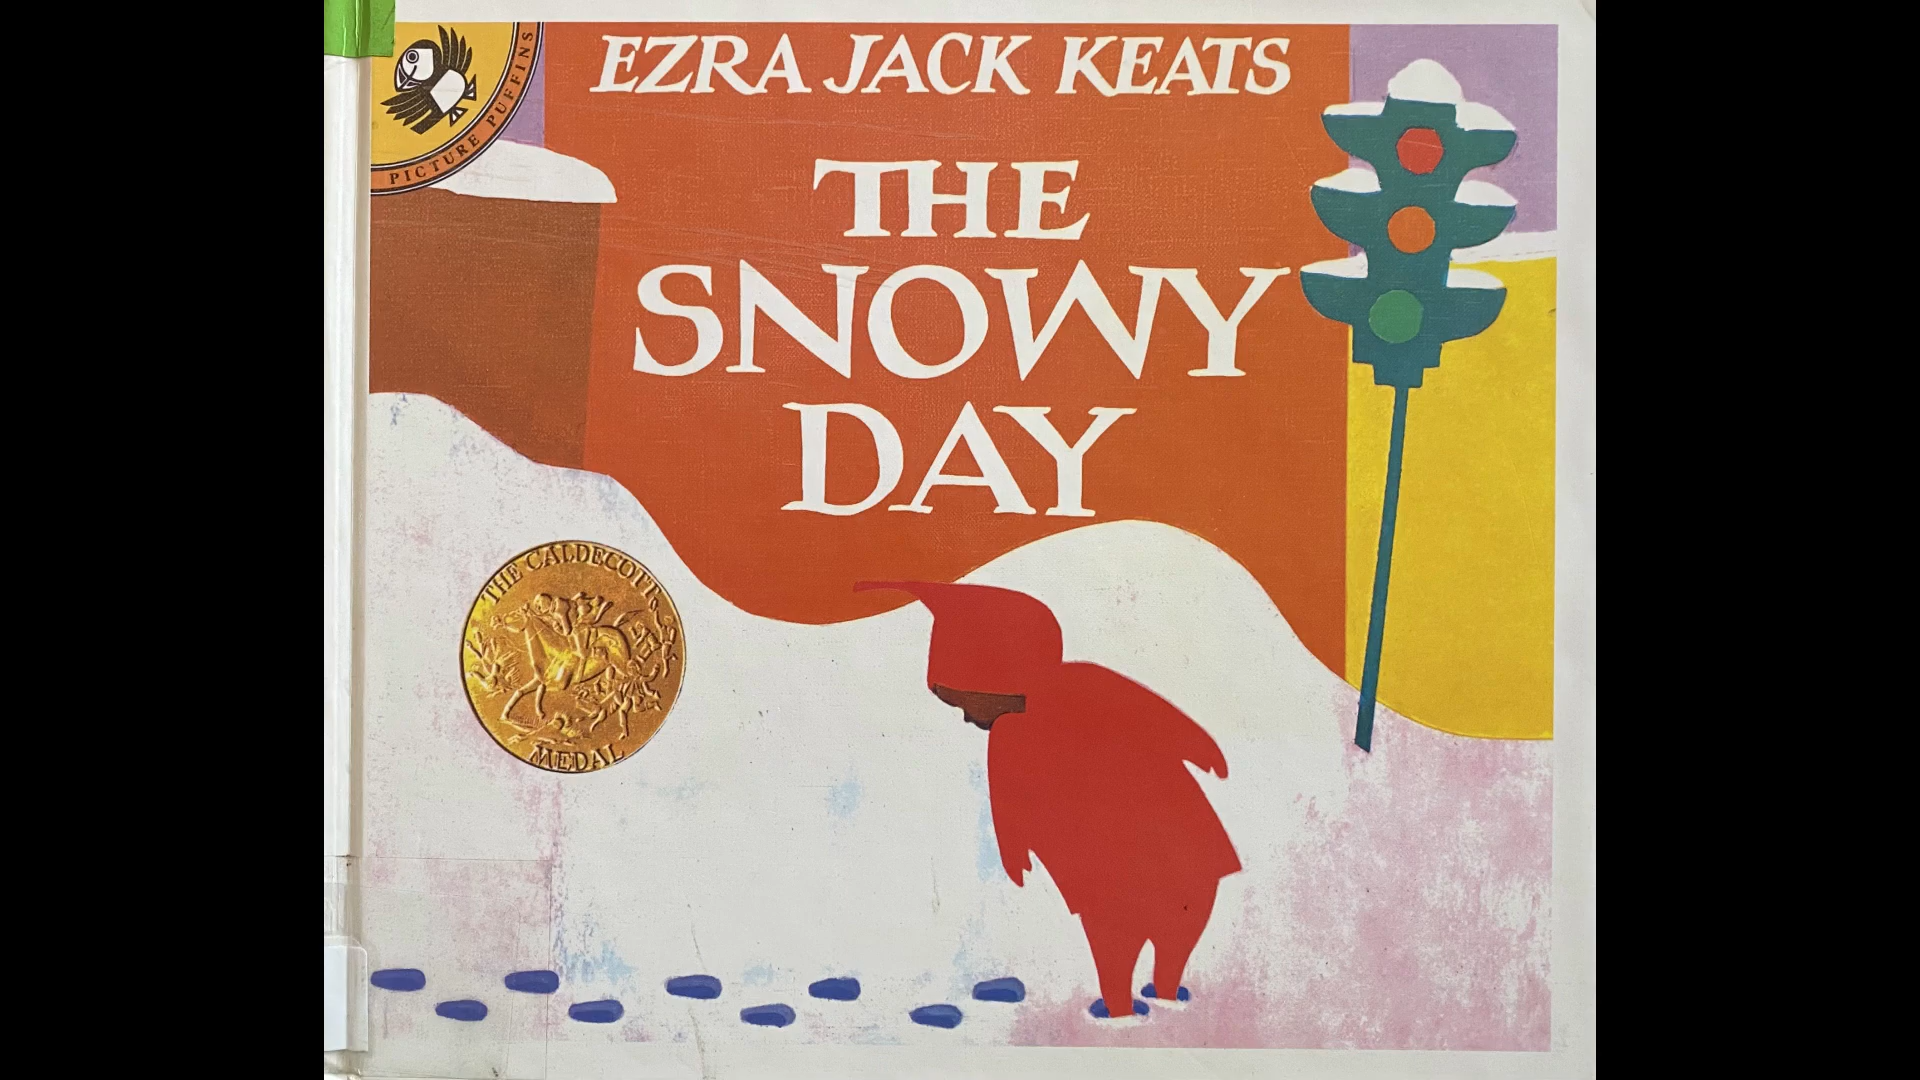 PICTURE PUFFINS
EZRA JACK KEATS
THE
SNOWY
DAY
THE CALDECOTT
MEDAL